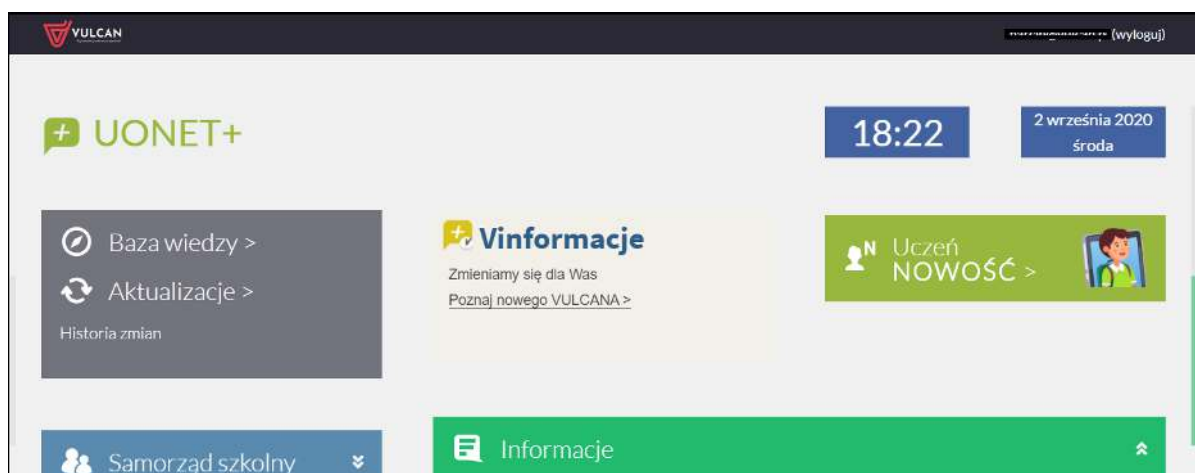 VULCAN
(wyloguj)
UONET+
18:22
2 września 2020
środa
Baza wiedzy >
Aktualizacje >
Historia zmian
Vinformacje
Zmieniamy się dla Was
Poznaj nowego VULCANA >
N Uczeń
NOWOŚĆ >
Samorząd szkolny
Informacje